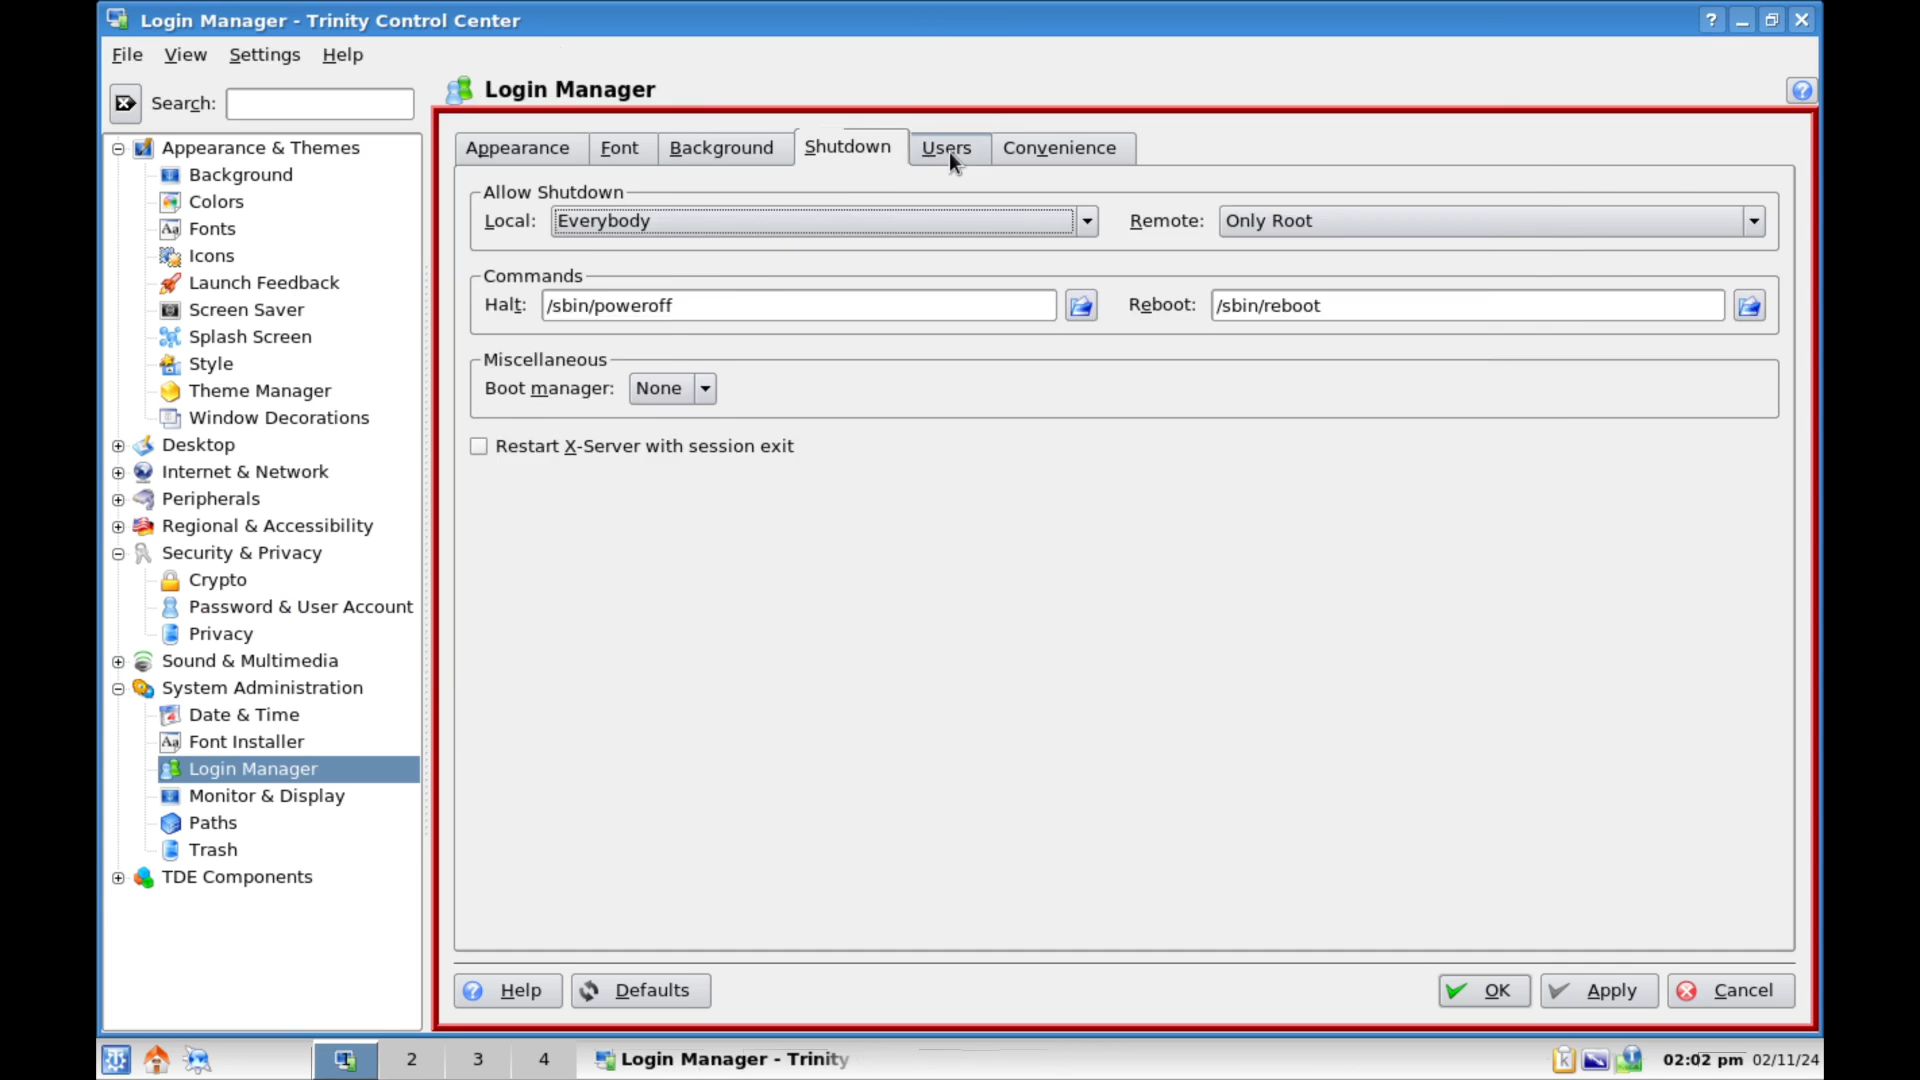 Login Manager - Trinity Control Center
File View Settings Help
Search:
Login Manager
Appearance & Themes
Background
Colors
Fonts
Icons
Launch Feedback
Screen Saver
Splash Screen
Style
Theme Manager
Window Decorations
Desktop
Internet & Network
Peripherals
Regional & Accessibility
Security & Privacy
Crypto
Password & User Account
Privacy
Sound & Multimedia
System Administration
Date & Time
Font Installer
Login Manager
Monitor & Display
Paths
Trash
TDE Components
Appearance Font Background Shutdown Users Convenience
Allow Shutdown
Local: Everybody Remote: Only Root
Commands
Halt: /sbin/poweroff Reboot: /sbin/reboot
Miscellaneous
Boot manager: None
Restart X-Server with session exit
Help Defaults OK Apply Cancel
2 3 4 Login Manager - Trinity 02:02 pm 02/11/24